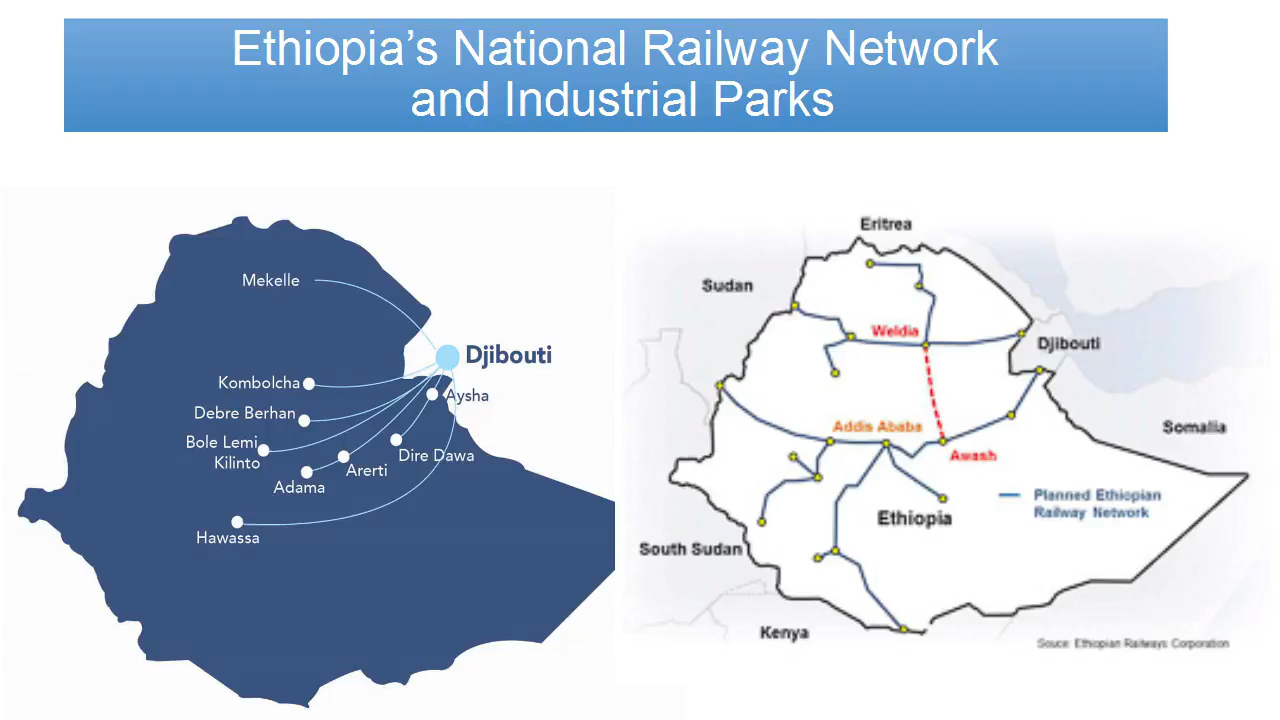 Ethiopia’s National Railway Network
and Industrial Parks
Mekelle
Djibouti
Kombolcha
Aysha
Debre Berhan
Bole Lemi
Kilinto
Dire Dawa
Arerti
Adama
Hawassa
Eritrea
Sudan
Weldia
Djibouti
Addis Ababa
Somalia
Awash
Planned Ethiopian
Railway Network
Ethiopia
South Sudan
Kenya
Souce: Ethiopian Railways Corporation